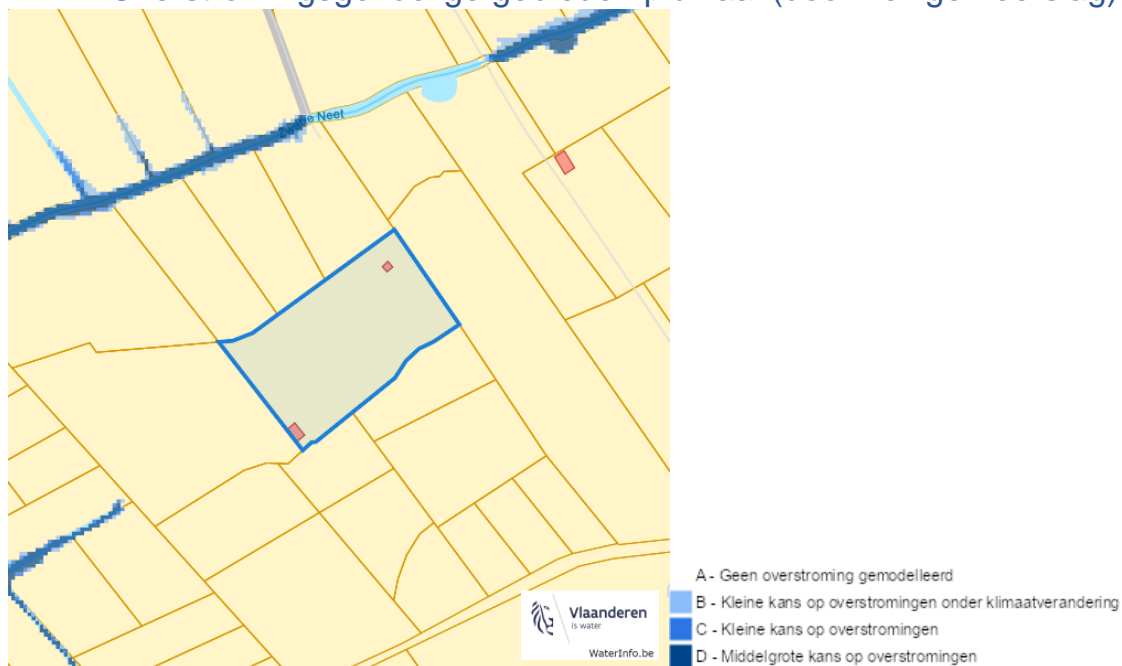 Zwarte Neet
A - Geen overstroming gemodelleerd
B - Kleine kans op overstromingen onder klimaatverandering
C - Kleine kans op overstromingen
D - Middelgrote kans op overstromingen
Vlaanderen
is water
WaterInfo.be